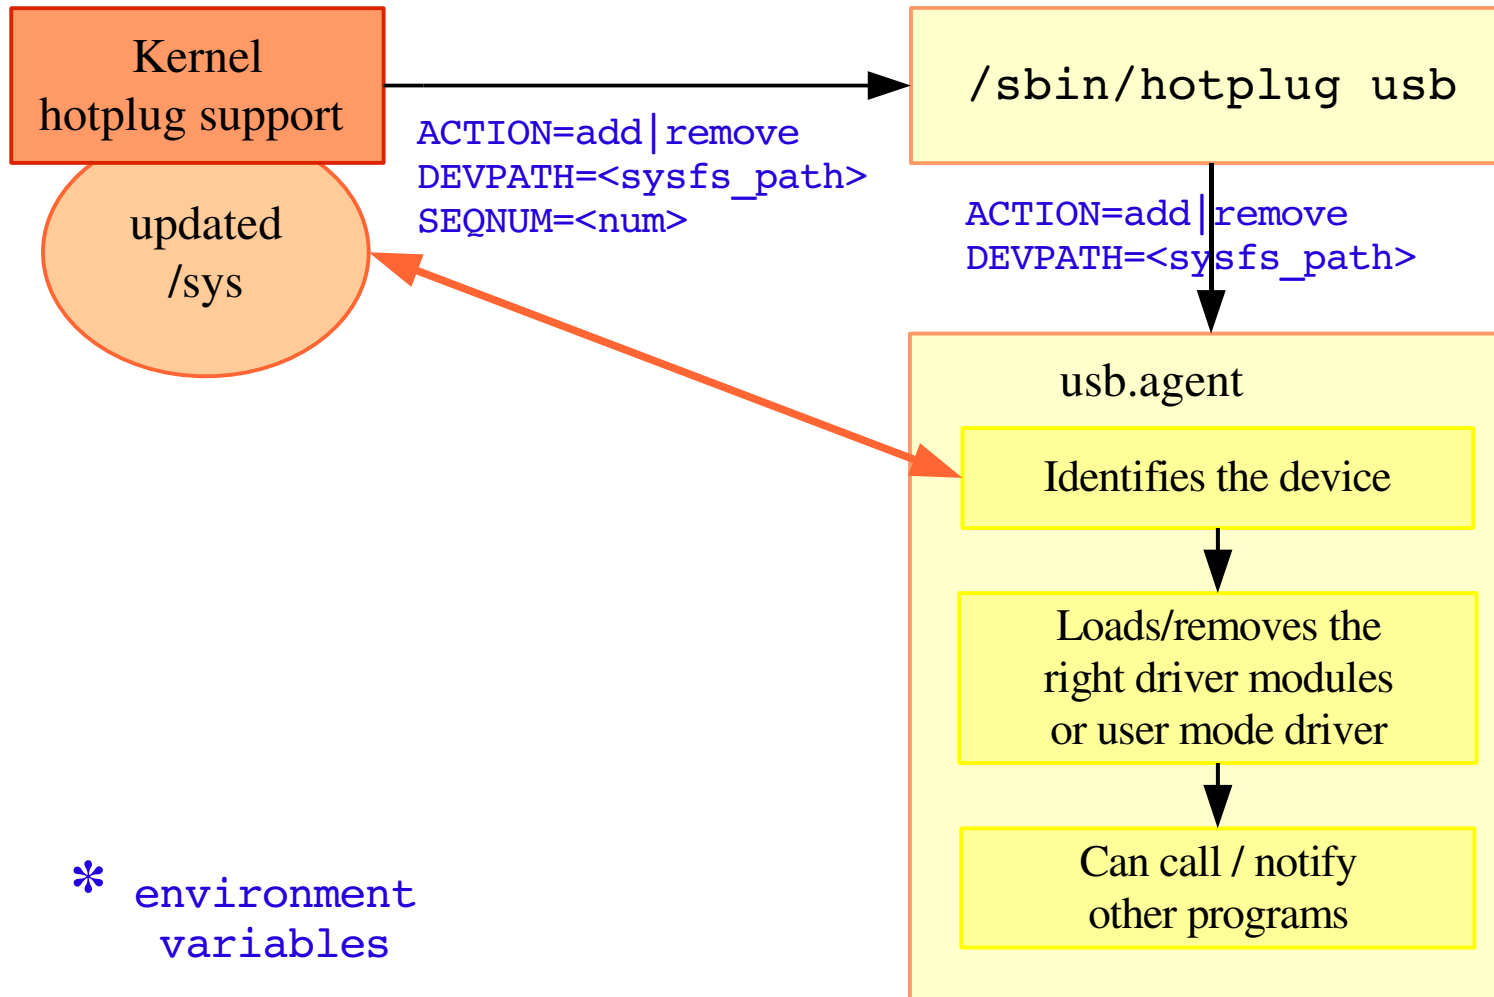 Kernel
hotplug support
/sbin/hotplug usb
ACTION=add|remove
DEVPATH=<sysfs_path>
SEQNUM=<num>
updated
/sys
ACTION=add|remove
DEVPATH=<sysfs_path>
usb.agent
Identifies the device
Loads/removes the
right driver modules
or user mode driver
Can call / notify
other programs
* environment
variables